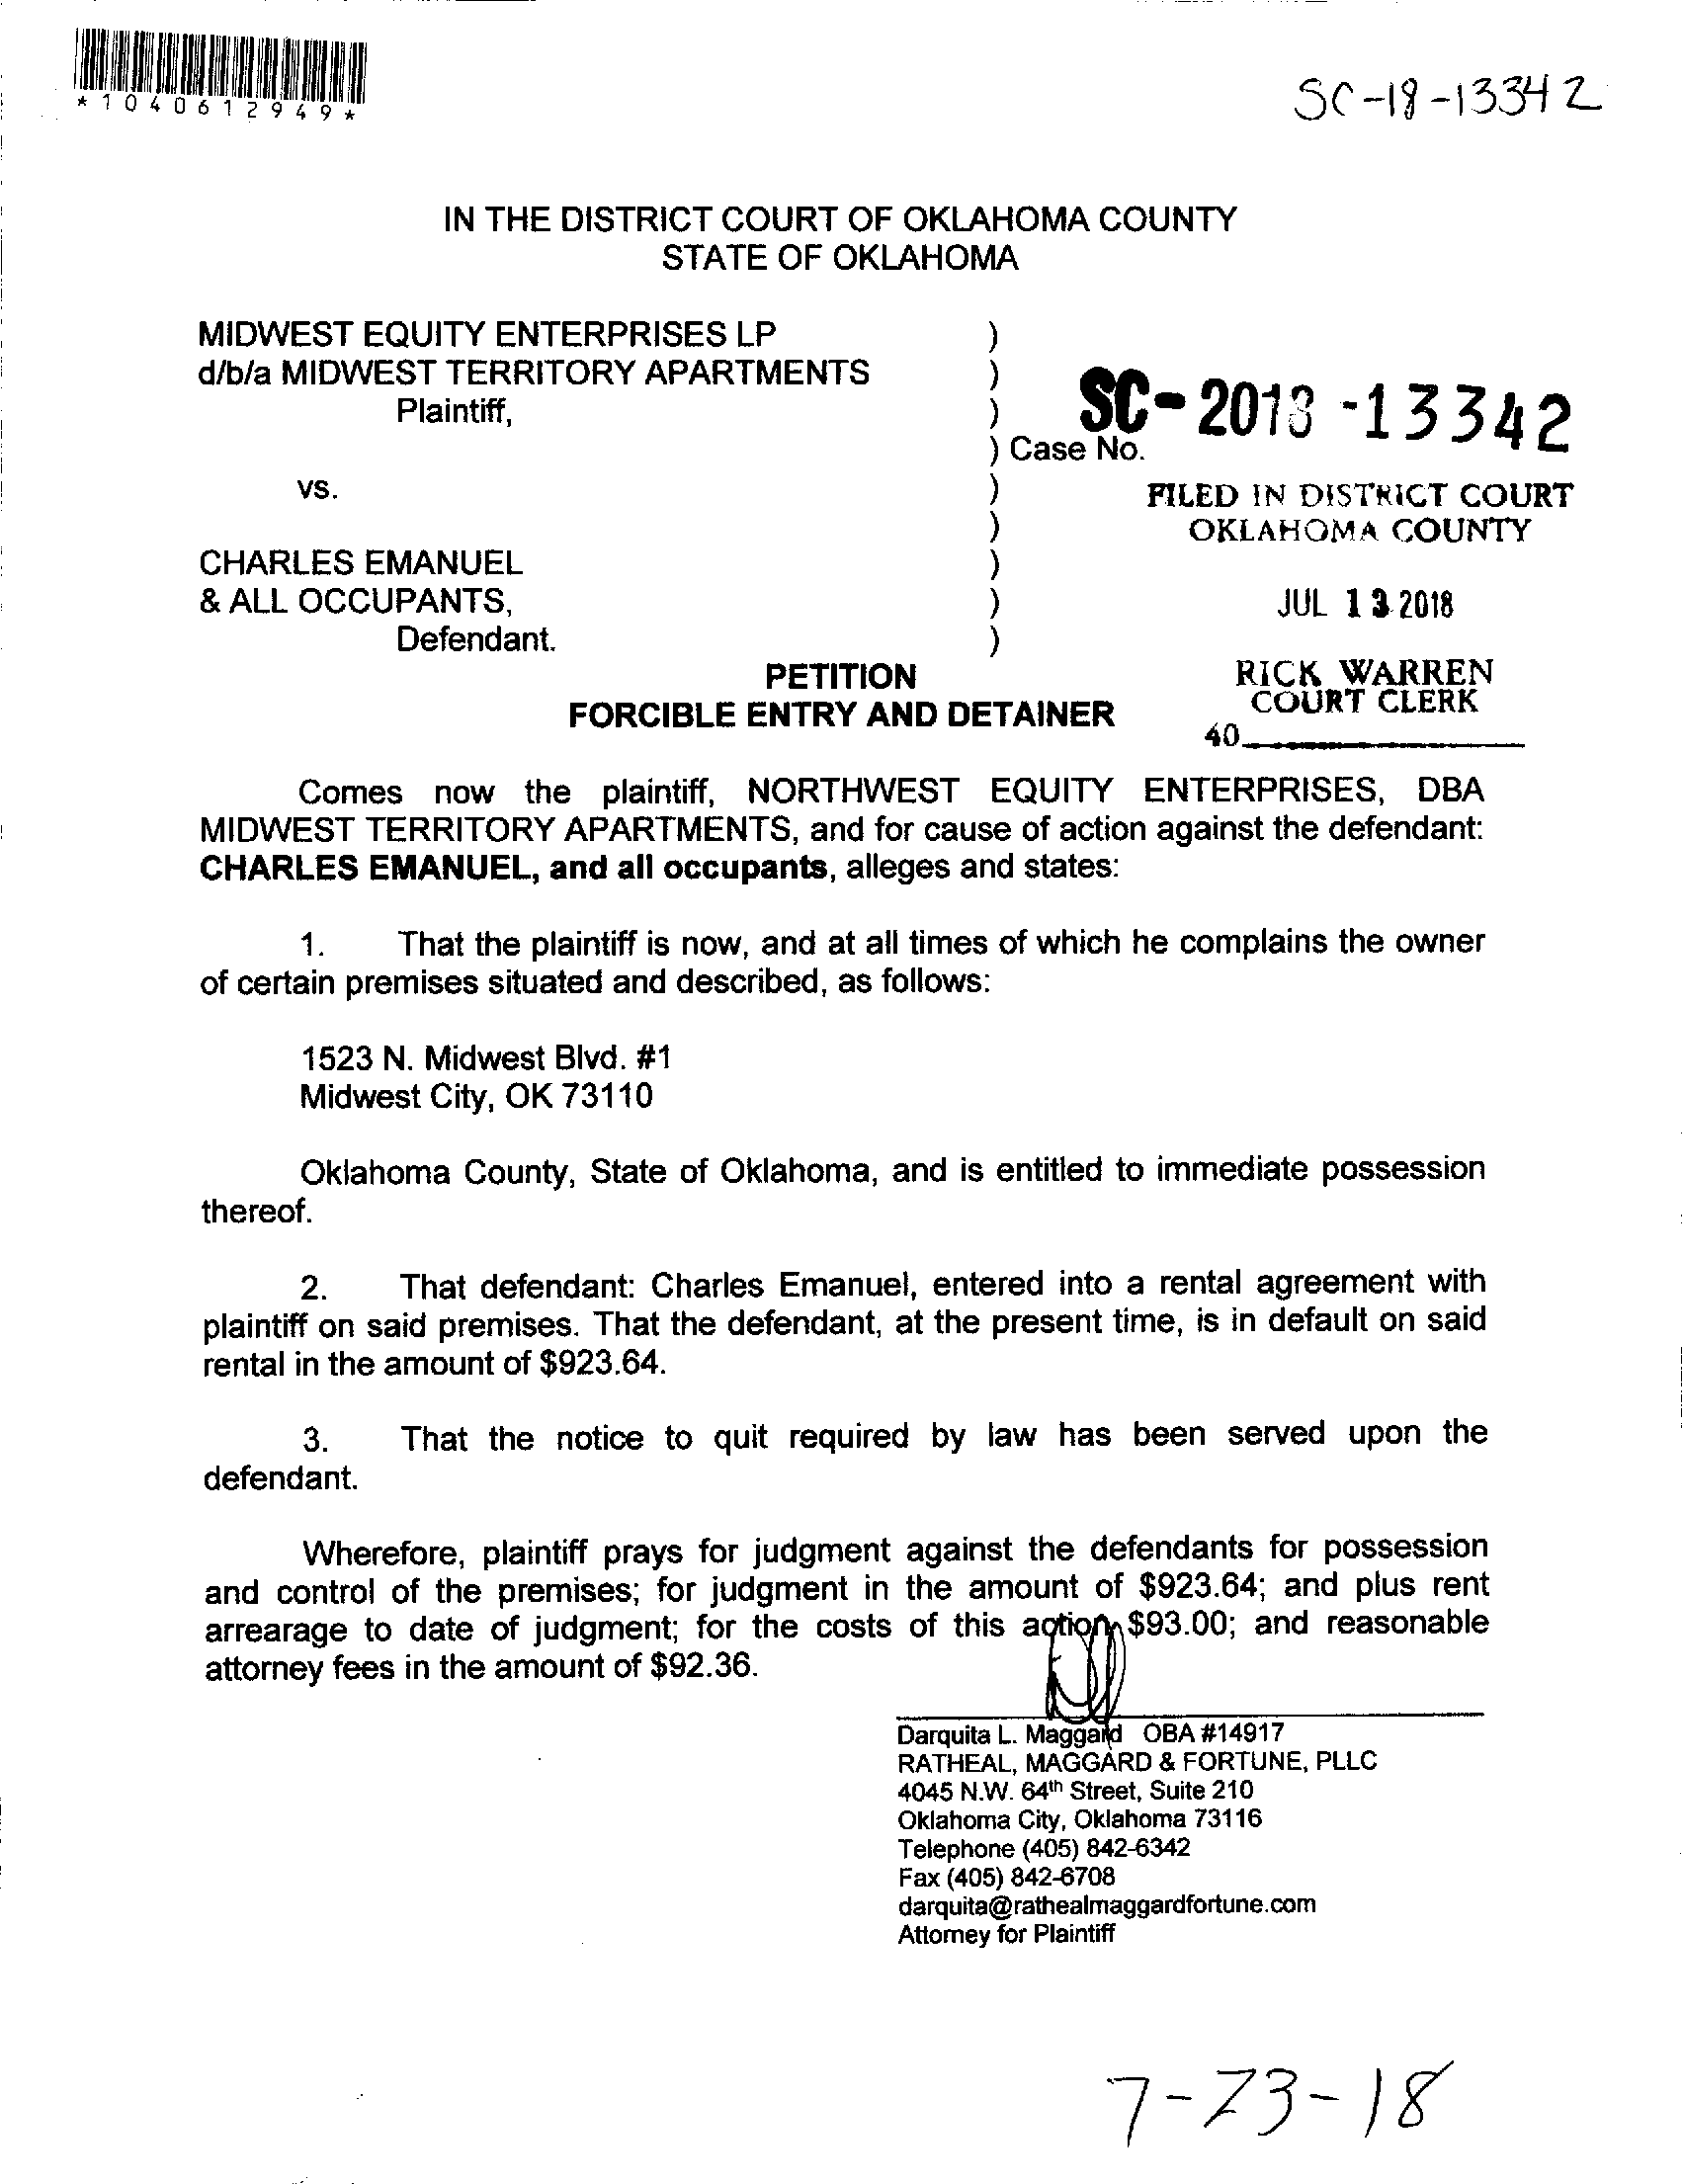 *1040612949*
SC-18-13342
IN THE DISTRICT COURT OF OKLAHOMA COUNTY
STATE OF OKLAHOMA
MIDWEST EQUITY ENTERPRISES LP )
d/b/a MIDWEST TERRITORY APARTMENTS )
Plaintiff, )
SC-2018-13342
) Case No.
vs. )
FILED IN DISTRICT COURT
) OKLAHOMA COUNTY
CHARLES EMANUEL )
& ALL OCCUPANTS, ) JUL 13 2018
Defendant. )
PETITION
RICK WARREN
FORCIBLE ENTRY AND DETAINER
COURT CLERK
40
Comes now the plaintiff, NORTHWEST EQUITY ENTERPRISES, DBA
MIDWEST TERRITORY APARTMENTS, and for cause of action against the defendant:
CHARLES EMANUEL, and all occupants, alleges and states:
1. That the plaintiff is now, and at all times of which he complains the owner
of certain premises situated and described, as follows:
1523 N. Midwest Blvd. #1
Midwest City, OK 73110
Oklahoma County, State of Oklahoma, and is entitled to immediate possession
thereof.
2. That defendant: Charles Emanuel, entered into a rental agreement with
plaintiff on said premises. That the defendant, at the present time, is in default on said
rental in the amount of $923.64.
3. That the notice to quit required by law has been served upon the
defendant.
Wherefore, plaintiff prays for judgment against the defendants for possession
and control of the premises; for judgment in the amount of $923.64; and plus rent
arrearage to date of judgment; for the costs of this action $93.00; and reasonable
attorney fees in the amount of $92.36.
Darquita L. Maggard OBA #14917
RATHEAL, MAGGARD & FORTUNE, PLLC
4045 N.W. 64th Street, Suite 210
Oklahoma City, Oklahoma 73116
Telephone (405) 842-6342
Fax (405) 842-6708
darquita@rathealmaggardfortune.com
Attorney for Plaintiff
7-23-18